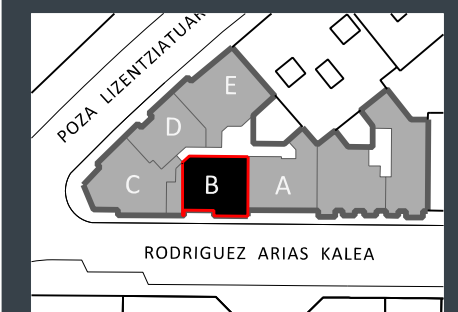 POZA LIZENTZIATUAR
E
D
C
B
A
RODRIGUEZ ARIAS KALEA